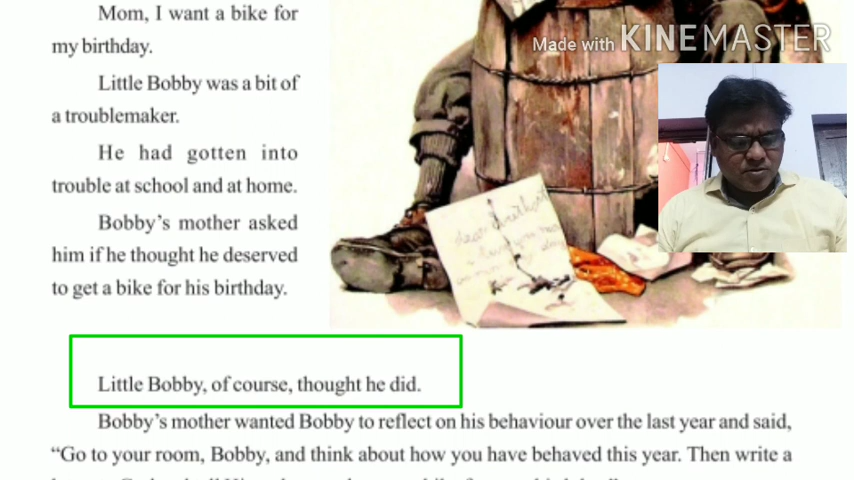 Mom, I want a bike for
my birthday.
Little Bobby was a bit of
a troublemaker.
He had gotten into
trouble at school and at home.
Bobby's mother asked
him if he thought he deserved
to get a bike for his birthday.
Made with KINEMASTER
Little Bobby, of course, thought he did.
Bobby's mother wanted Bobby to reflect on his behaviour over the last year and said,
“Go to your room, Bobby, and think about how you have behaved this year. Then write a